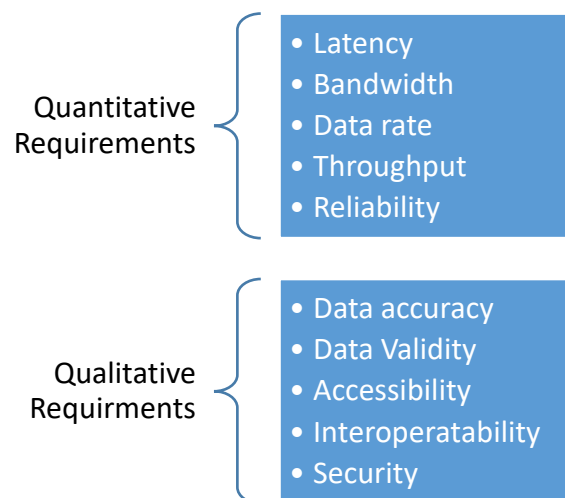 Quantitative
Requirements
• Latency
• Bandwidth
• Data rate
• Throughput
• Reliability
Qualitative
Requirments
• Data accuracy
• Data Validity
• Accessibility
• Interoperatability
• Security